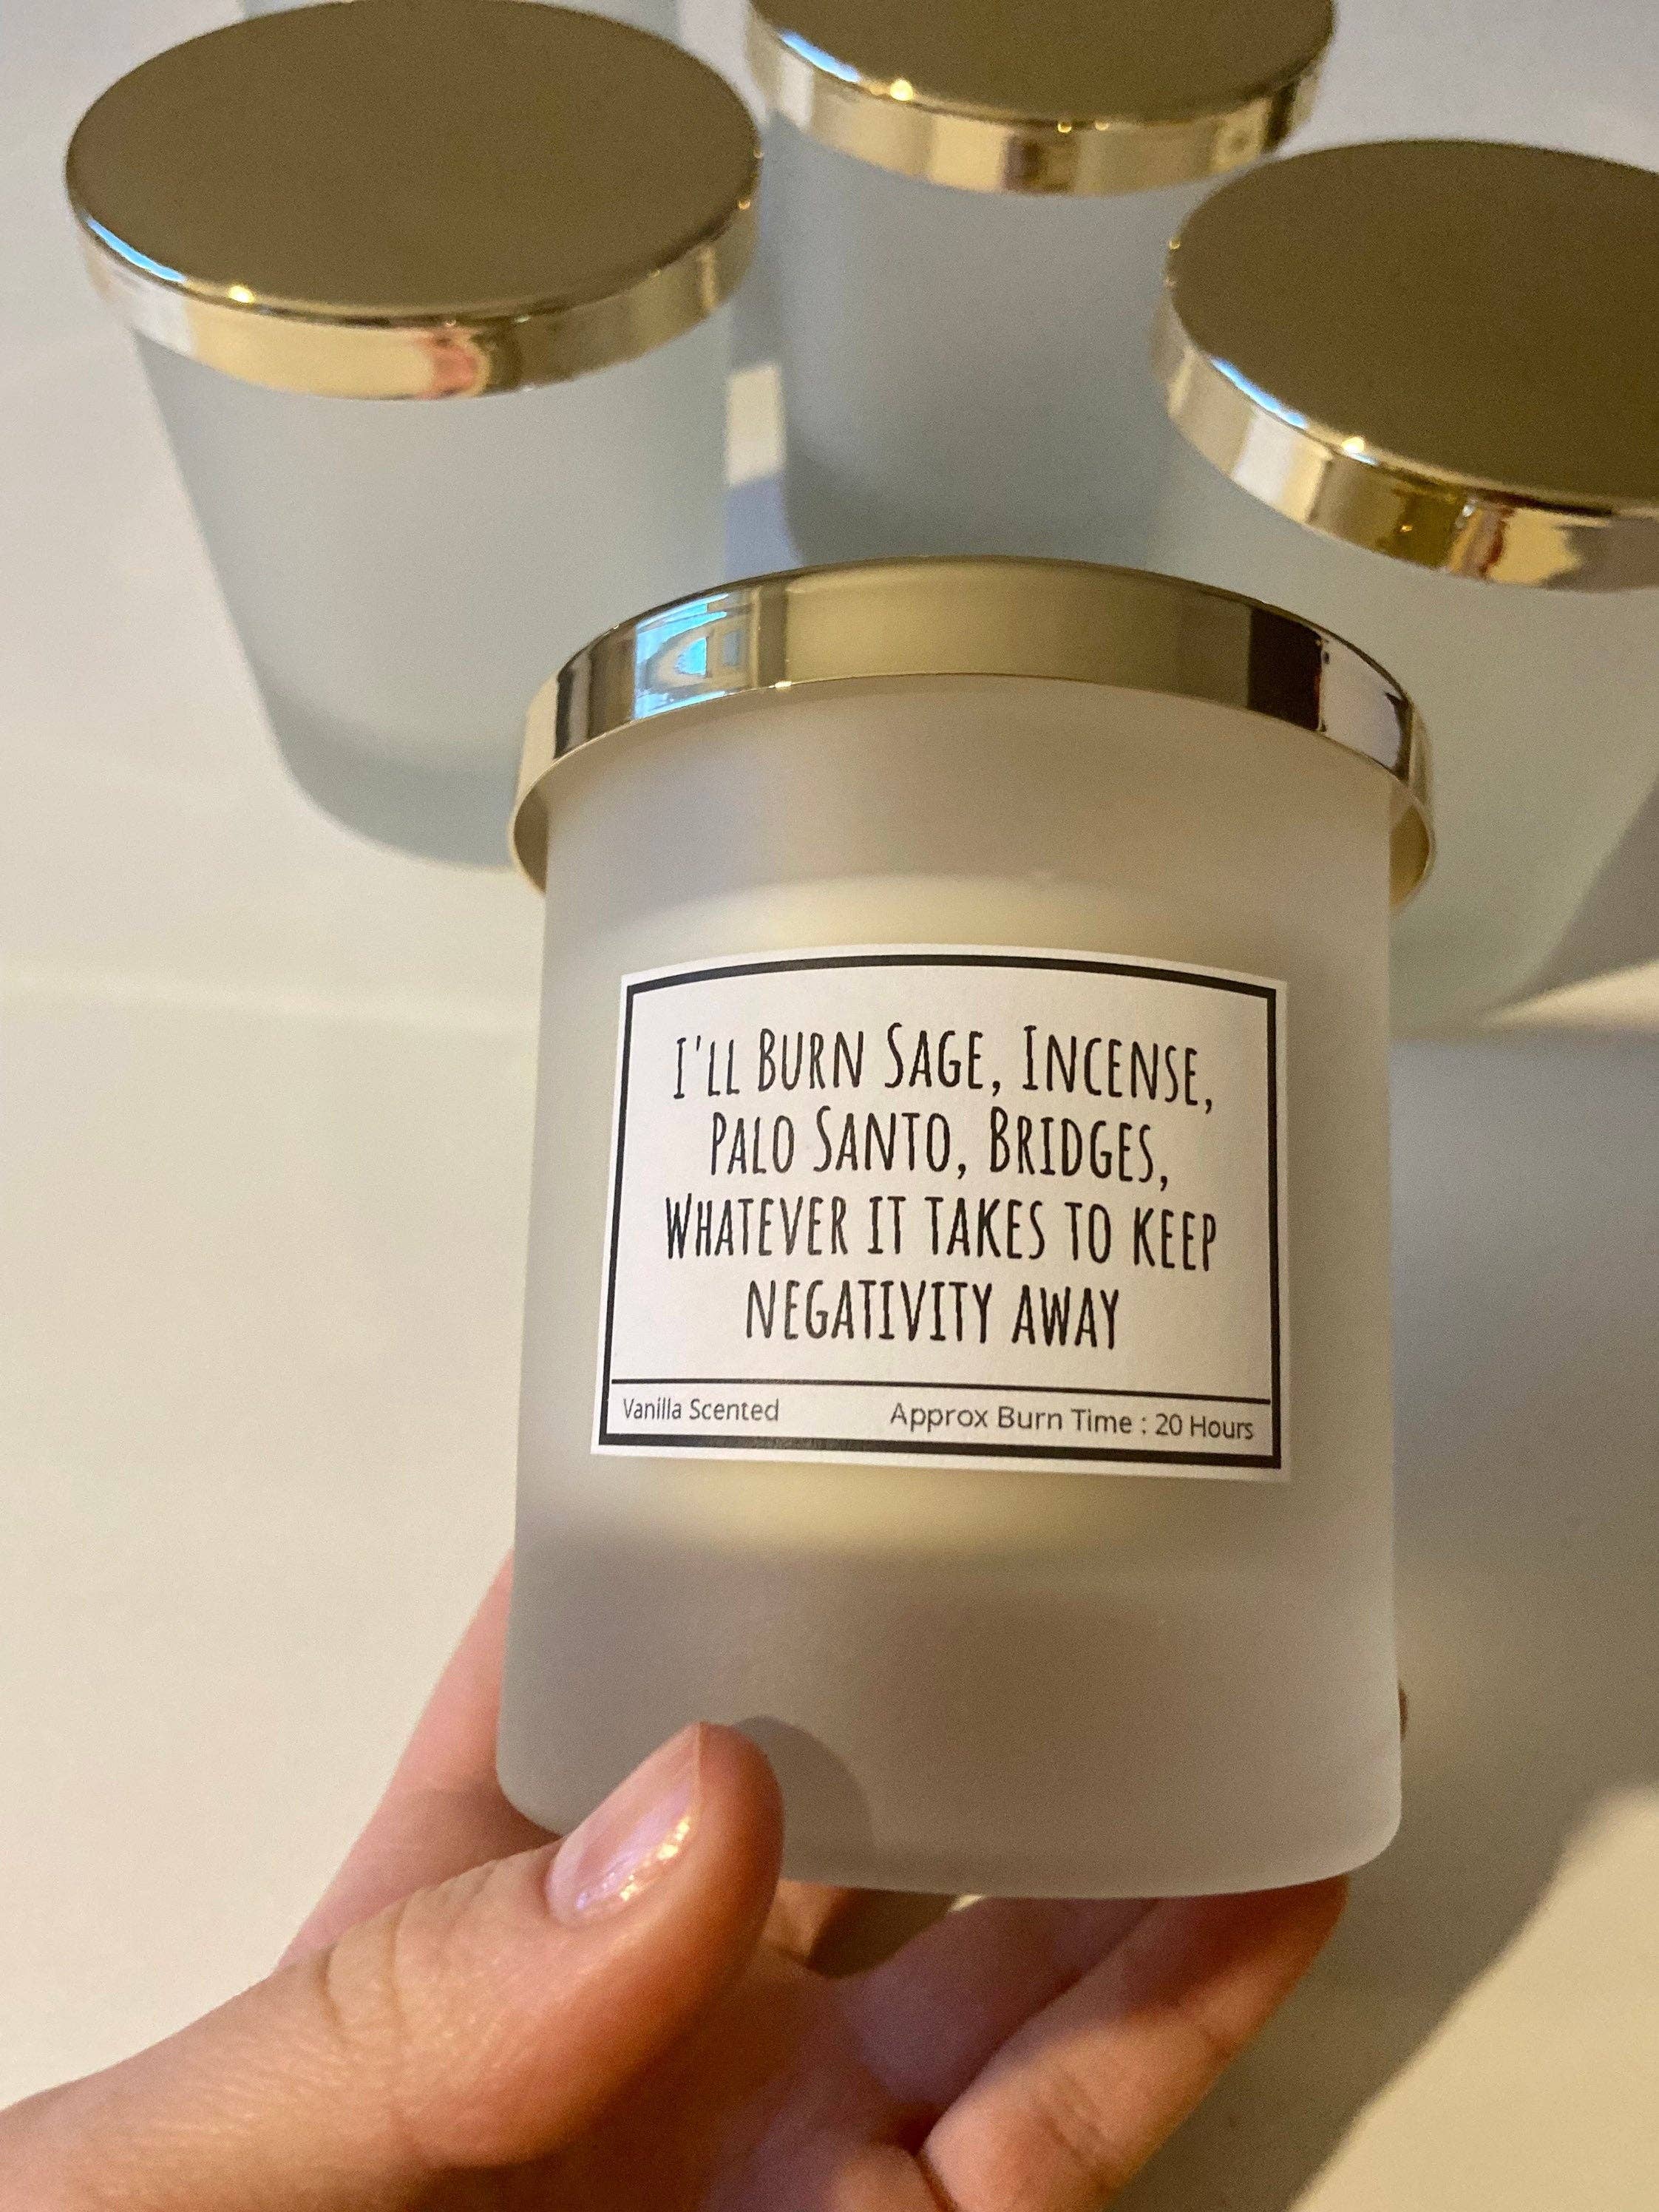 I'll Burn Sage, Incense,
Palo Santo, Bridges,
Whatever it takes to keep
negativity away
Vanilla Scented
Approx Burn Time : 20 Hours